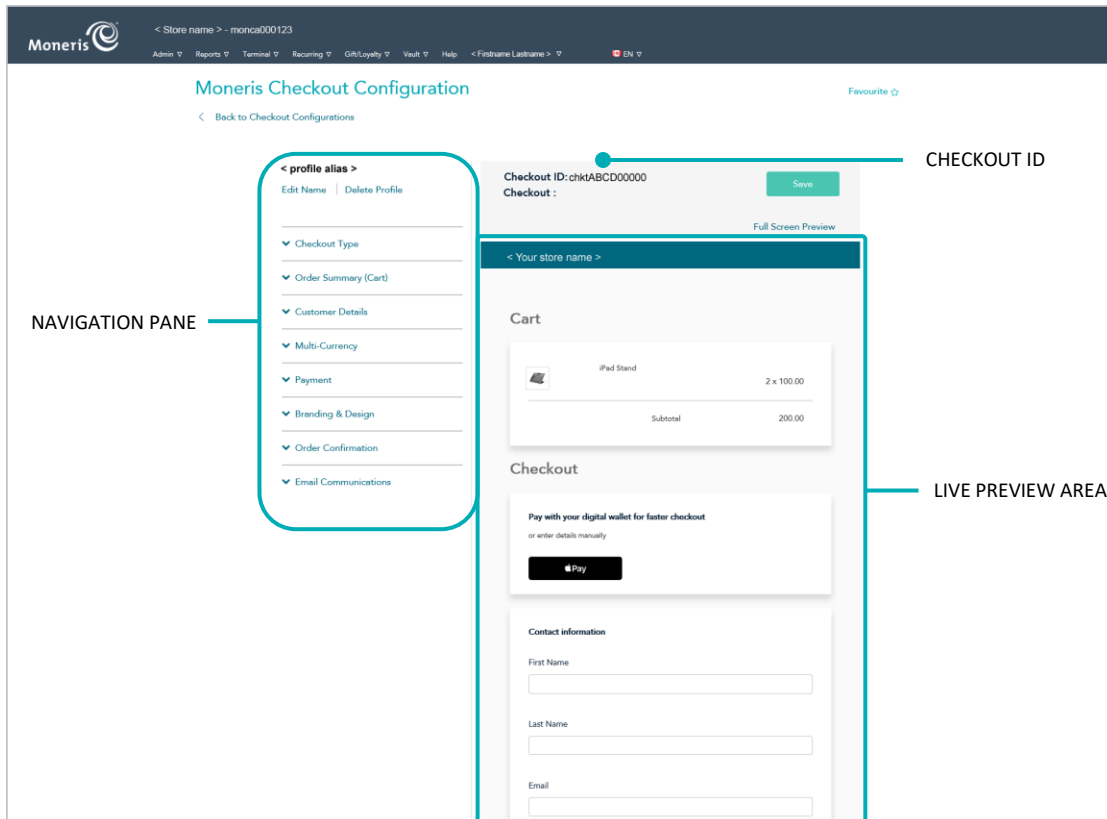 Moneris
< Store name > - monca000123
Admin Reports Terminal Recurring Gift/Loyalty Vault Help < Firstname Lastname > EN
Moneris Checkout Configuration
Favourite
Back to Checkout Configurations
CHECKOUT ID
< profile alias >
Edit Name | Delete Profile
Checkout ID: chktABCD00000
Checkout :
Save
Full Screen Preview
NAVIGATION PANE
Checkout Type
Order Summary (Cart)
Customer Details
Multi-Currency
Payment
Branding & Design
Order Confirmation
Email Communications
< Your store name >
Cart
iPad Stand
2 x 100.00
Subtotal 200.00
Checkout
LIVE PREVIEW AREA
Pay with your digital wallet for faster checkout
or enter details manually
Pay
Contact information
First Name
Last Name
Email